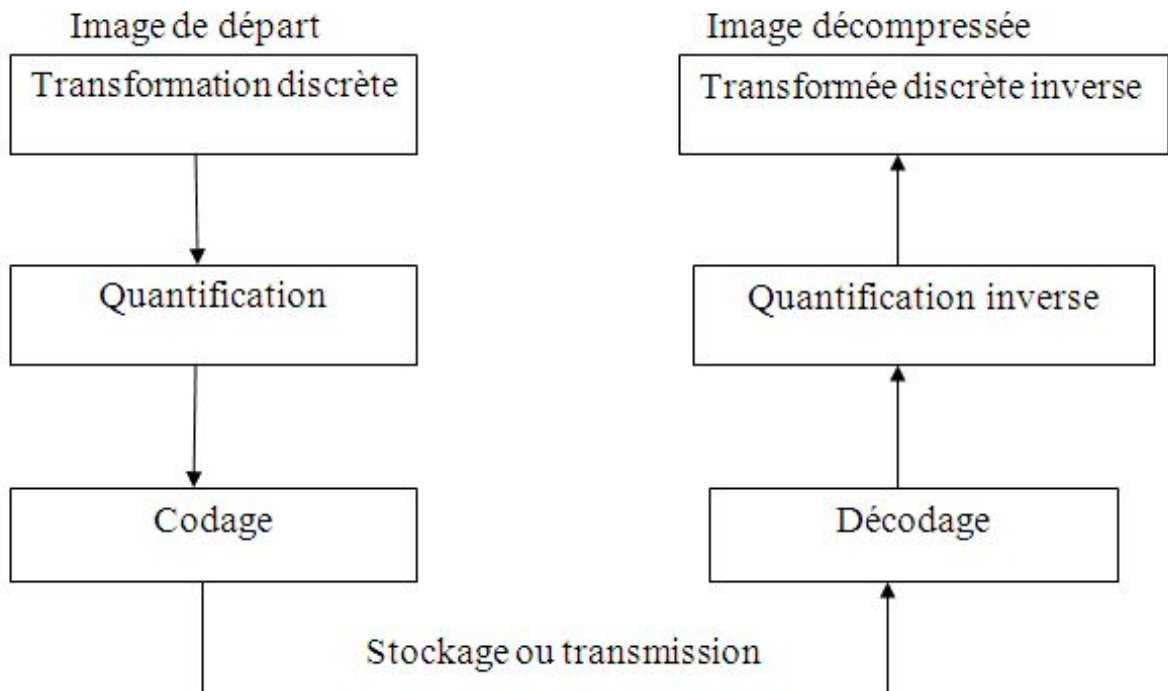 Image de départ
Transformation discrète
Quantification
Codage
Stockage ou transmission
Image décompressée
Transformée discrète inverse
Quantification inverse
Décodage